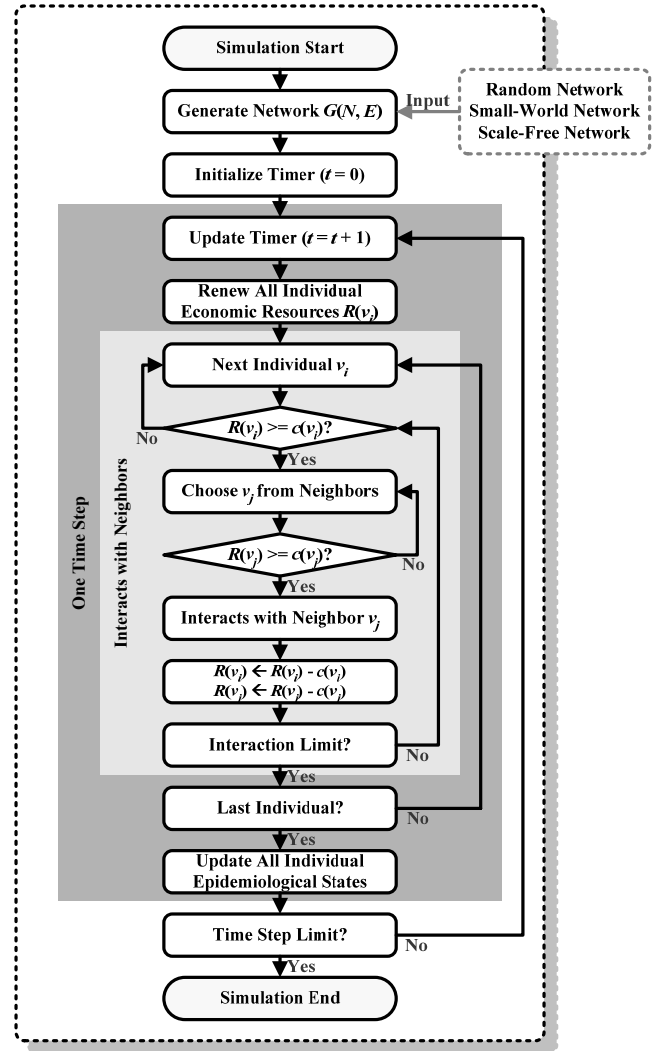 Simulation Start
Generate Network G(N, E)
Input
Random Network
Small-World Network
Scale-Free Network
Initialize Timer (t = 0)
Update Timer (t = t + 1)
Renew All Individual
Economic Resources R(vi)
Next Individual vi
R(vi) >= c(vi)?
No
Yes
Choose vj from Neighbors
R(vj) >= c(vj)?
No
Yes
Interacts with Neighbor vj
R(vi) ← R(vi) - c(vi)
R(vj) ← R(vj) - c(vj)
Interaction Limit?
No
Yes
Last Individual?
No
Yes
Update All Individual
Epidemiological States
Time Step Limit?
No
Yes
Simulation End
One Time Step
Interacts with Neighbors